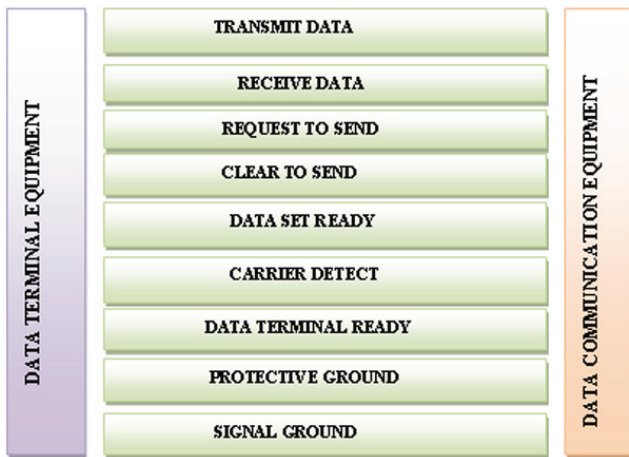 DATA TERMINAL EQUIPMENT
TRANSMIT DATA
RECEIVE DATA
REQUEST TO SEND
CLEAR TO SEND
DATA SET READY
CARRIER DETECT
DATA TERMINAL READY
PROTECTIVE GROUND
SIGNAL GROUND
DATA COMMUNICATION EQUIPMENT